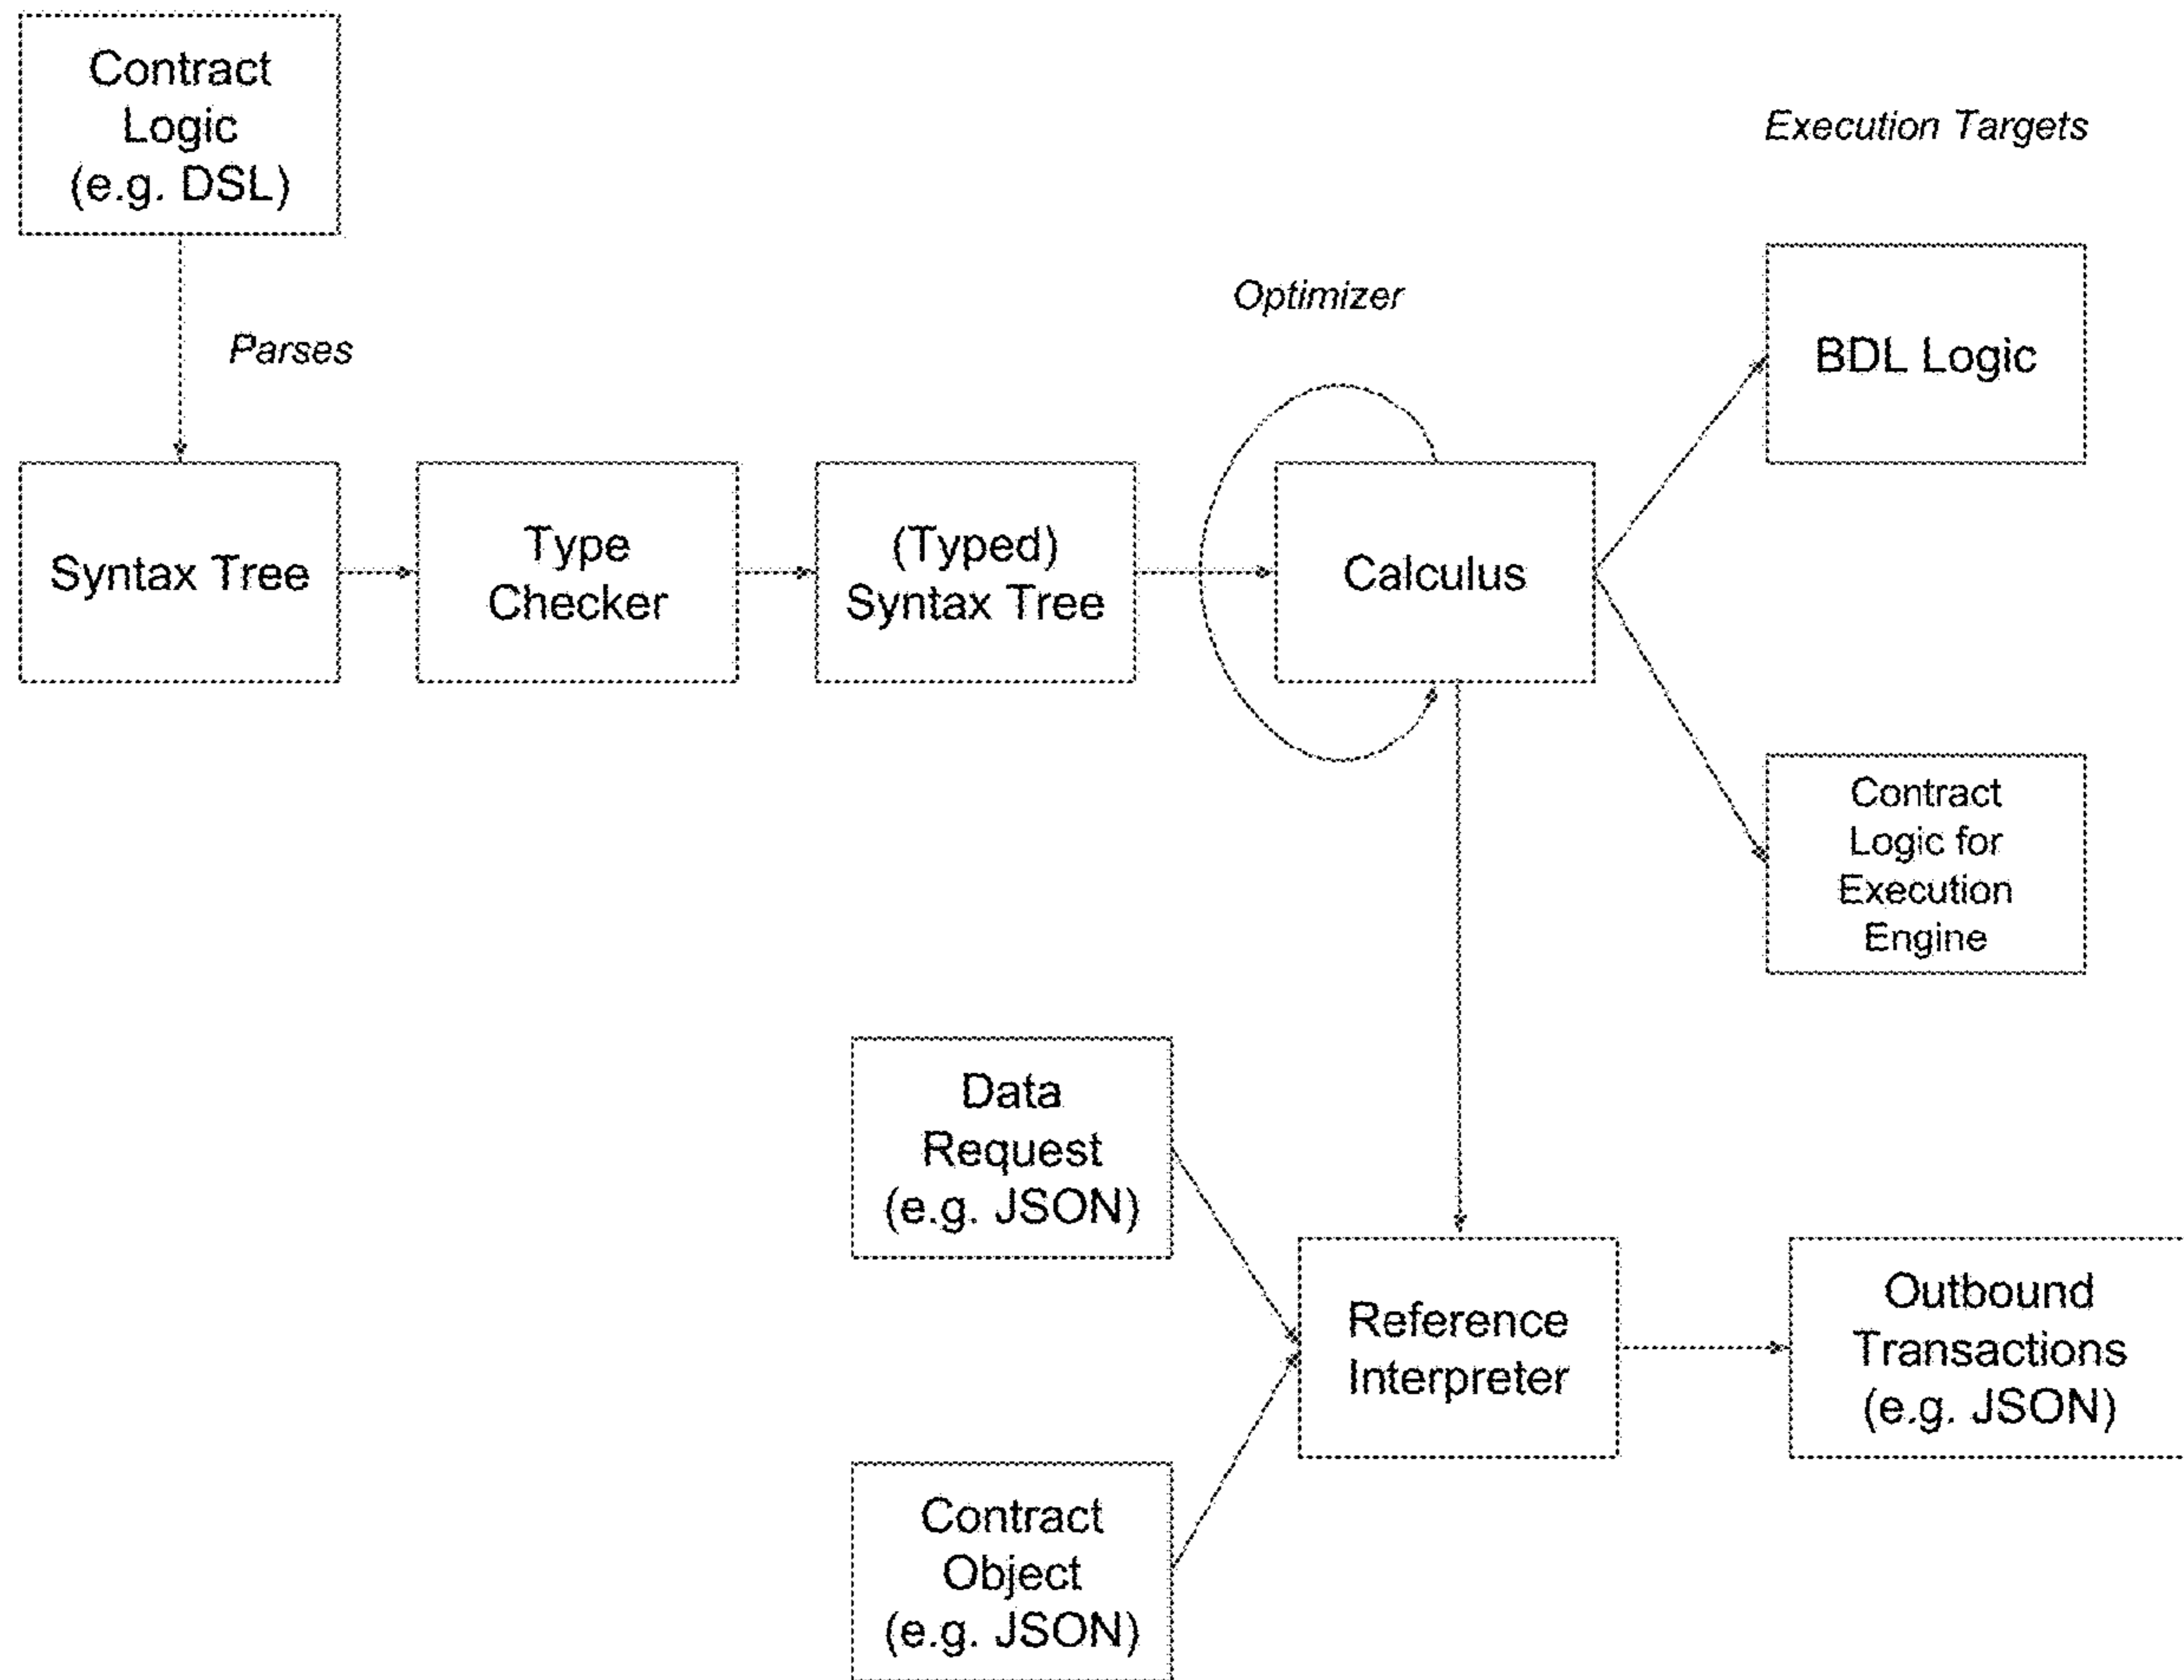 Contract
Logic
(e.g. DSL)
Execution Targets
Optimizer
Parses
BDL Logic
Syntax Tree
Type
Checker
(Typed)
Syntax Tree
Calculus
Contract
Logic for
Execution
Engine
Data
Request
(e.g. JSON)
Reference
Interpreter
Outbound
Transactions
(e.g. JSON)
Contract
Object
(e.g. JSON)